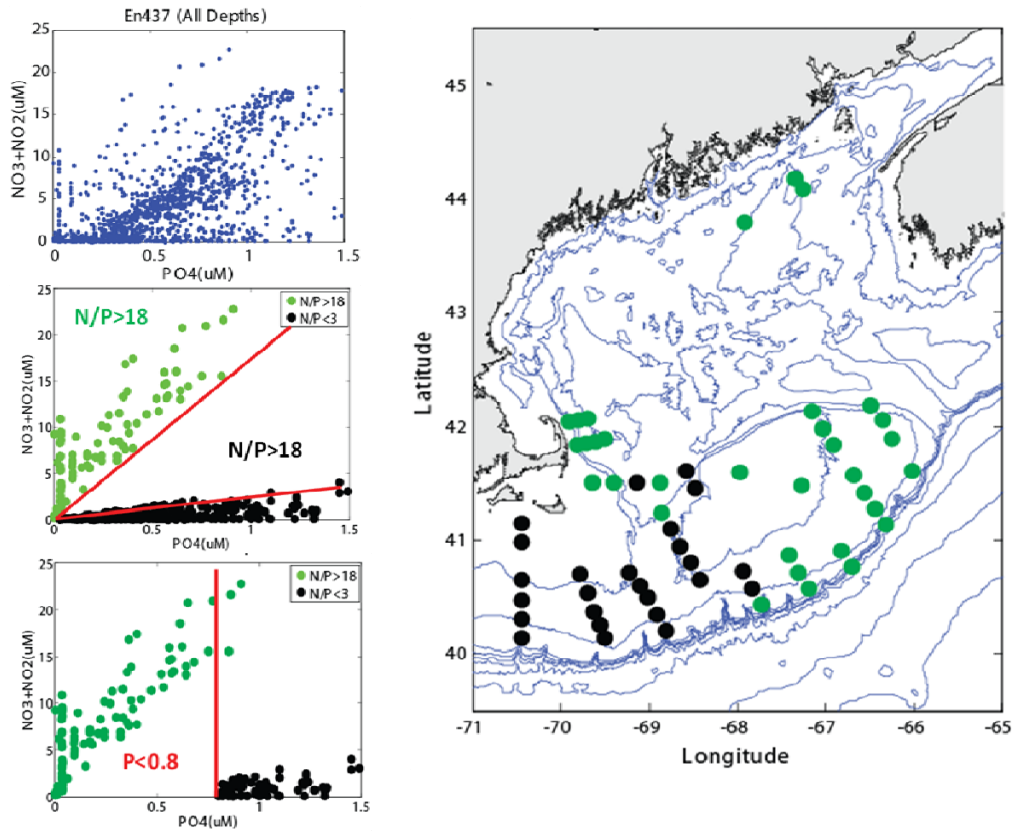 En437 (All Depths)
25
20
15
10
5
0
NO3+NO2(uM)
0
0.5
1
1.5
PO4(uM)
25
20
15
10
5
0
NO3+NO2(uM)
N/P>18
N/P>18
N/P<3
N/P>18
0
0.5
1
1.5
PO4(uM)
25
20
15
10
5
0
NO3+NO2(uM)
N/P>18
N/P<3
P<0.8
0
0.5
1
1.5
PO4(uM)
45
44
43
42
41
40
Latitude
-71
-70
-69
-68
-67
-66
-65
Longitude